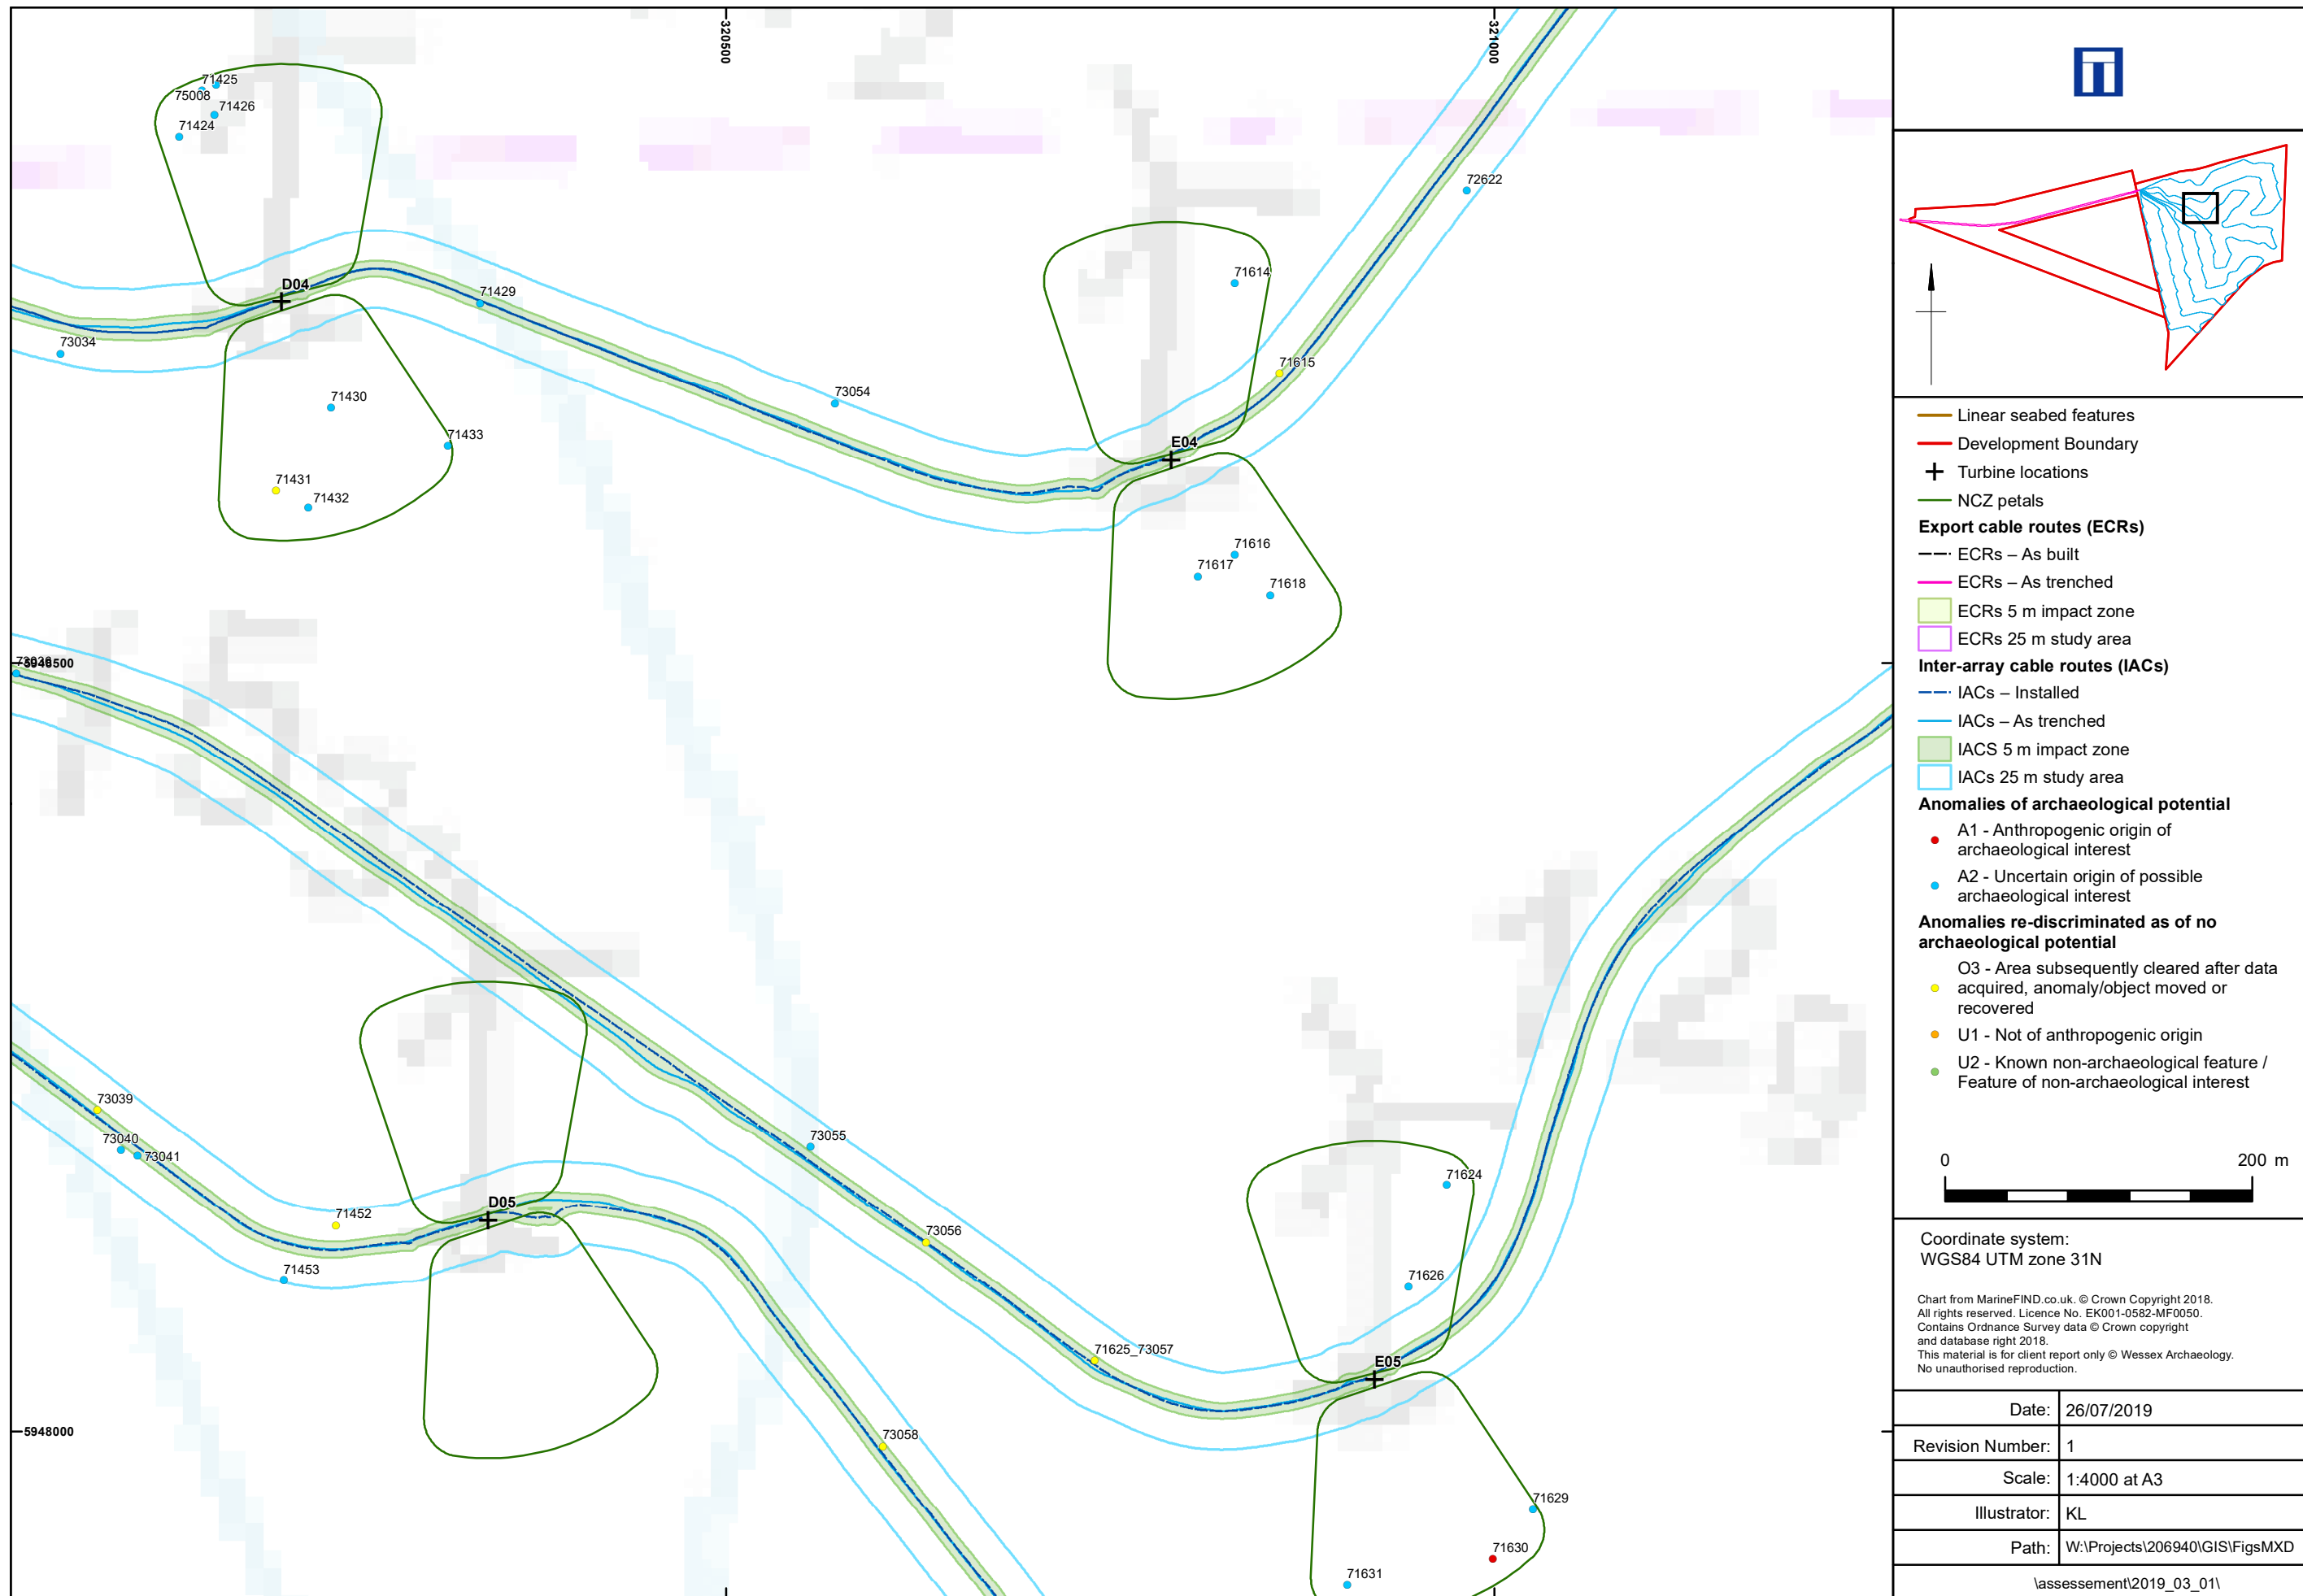 320500
321000
71425
75008
71426
71424
D04
71429
73034
71430
71433
71431
71432
73054
72622
71614
71615
E04
71616
71617
71618
5948500
73039
73040
73041
71452
71453
D05
73055
73056
71625_73057
73058
71624
71626
E05
71629
71630
71631
5948000
Linear seabed features
Development Boundary
Turbine locations
NCZ petals
Export cable routes (ECRs)
ECRs – As built
ECRs – As trenched
ECRs 5 m impact zone
ECRs 25 m study area
Inter-array cable routes (IACs)
IACs – Installed
IACs – As trenched
IACS 5 m impact zone
IACs 25 m study area
Anomalies of archaeological potential
A1 - Anthropogenic origin of
archaeological interest
A2 - Uncertain origin of possible
archaeological interest
Anomalies re-discriminated as of no
archaeological potential
O3 - Area subsequently cleared after data
acquired, anomaly/object moved or
recovered
U1 - Not of anthropogenic origin
U2 - Known non-archaeological feature /
Feature of non-archaeological interest
0 200 m
Coordinate system:
WGS84 UTM zone 31N
Chart from MarineFIND.co.uk. © Crown Copyright 2018.
All rights reserved. Licence No. EK001-0582-MF0050.
Contains Ordnance Survey data © Crown copyright
and database right 2018.
This material is for client report only © Wessex Archaeology.
No unauthorised reproduction.
Date: 26/07/2019
Revision Number: 1
Scale: 1:4000 at A3
Illustrator: KL
Path: W:\Projects\206940\GIS\FigsMXD
\assessement\2019_03_01\